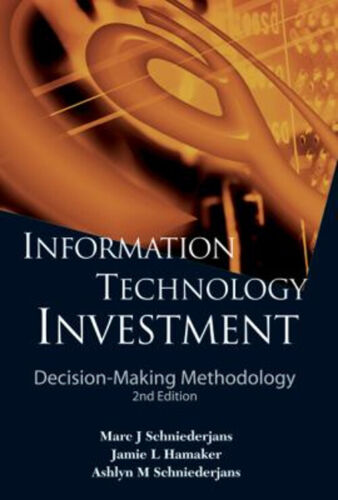 INFORMATION
TECHNOLOGY
INVESTMENT
Decision-Making Methodology
2nd Edition
Marc J Schniederjans
Jamie L Hamaker
Ashlyn M Schniederjans